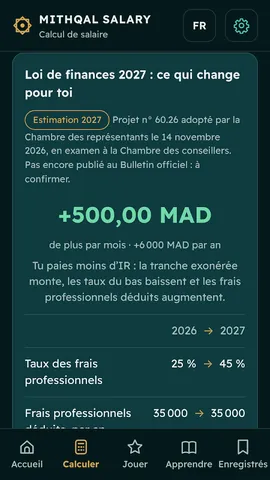 MITHQAL SALARY
Calcul de salaire
FR
Loi de finances 2027 : ce qui change
pour toi
Estimation 2027 Projet n° 60.26 adopté par la
Chambre des représentants le 14 novembre
2026, en examen à la Chambre des conseillers.
Pas encore publié au Bulletin officiel : à
confirmer.
+500,00 MAD
de plus par mois · +6 000 MAD par an
Tu paies moins d'IR : la tranche exonérée
monte, les taux du bas baissent et les frais
professionnels déduits augmentent.
2026 → 2027
Taux des frais 25 % → 45 %
professionnels
Frais professionnels 35 000 → 35 000
déduits, par an
Accueil Calculer Jouer Apprendre Enregistrés